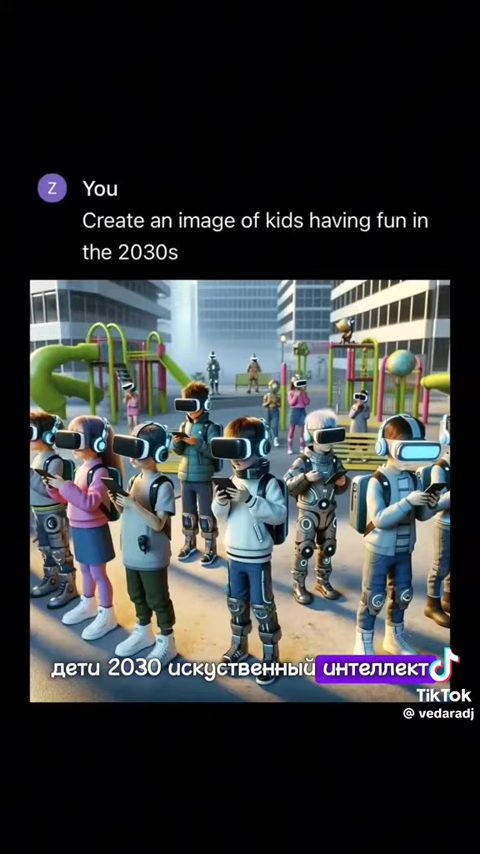 Z
You
Create an image of kids having fun in
the 2030s
дети 2030 искуственный интеллект
TikTok
@ vedaradj